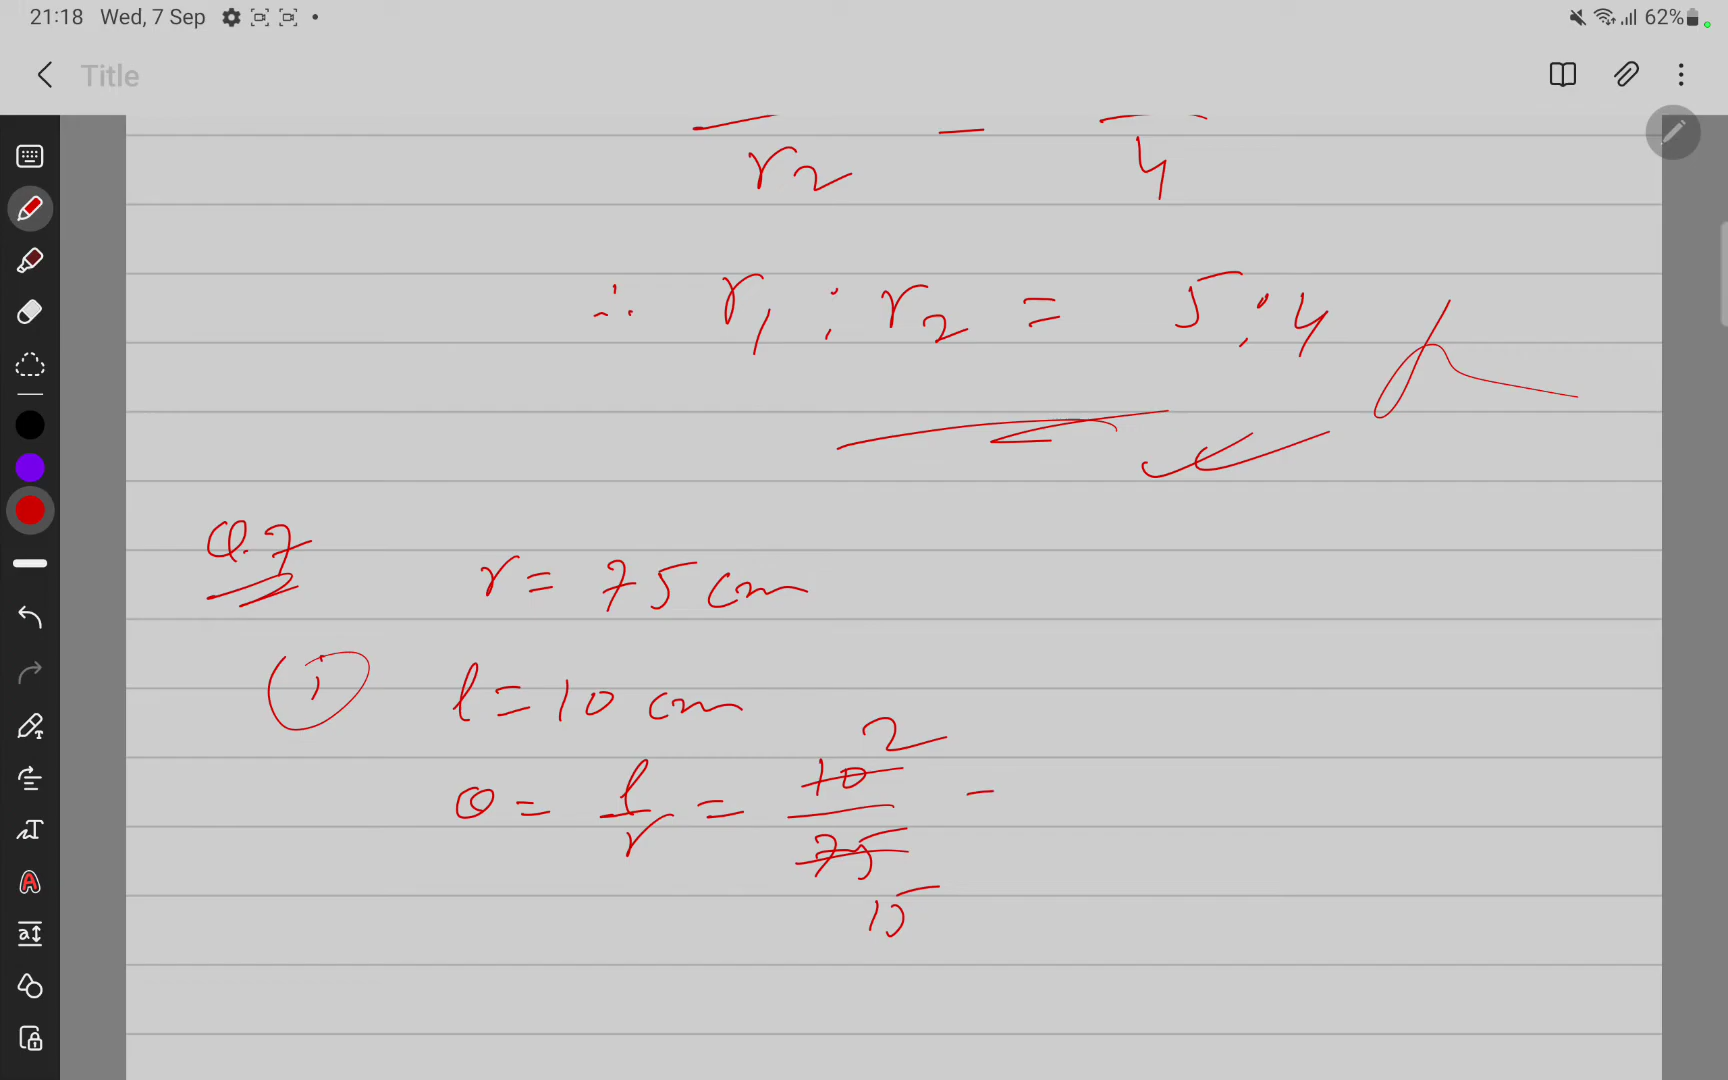 21:18 Wed, 7 Sep 62%
Title
r2 = 4
∴ r1 : r2 = 5:4
Q.7
r = 75 cm
(i) l = 10 cm
θ = l/r = 10/75 =
2
15